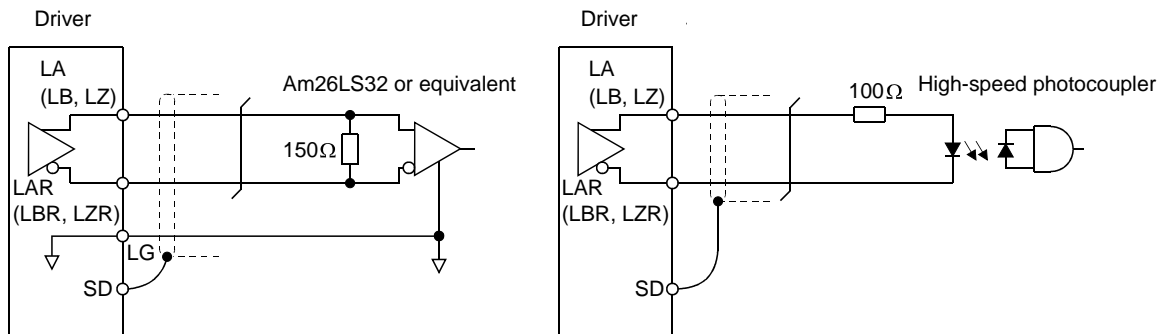 Driver
LA
(LB, LZ)
Am26LS32 or equivalent
150Ω
LAR
(LBR, LZR)
LG
SD
Driver
LA
(LB, LZ)
100Ω
High-speed photocoupler
LAR
(LBR, LZR)
SD